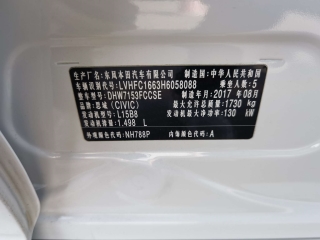 生产厂名：东风本田汽车有限公司 制造国：中华人民共和国
车辆识别代号：LVHFC1663H6058088 乘坐人数：5
整车型号：DHW7153FCCSE 制造年月：2017 年 08月
品牌：思域（CIVIC） 最大允许总质量：1730 kg
发动机型号：L15B8 发动机最大净功率：130 kW
发动机排量：1.498 L
车身颜色代号：NH788P 内饰颜色代号：A